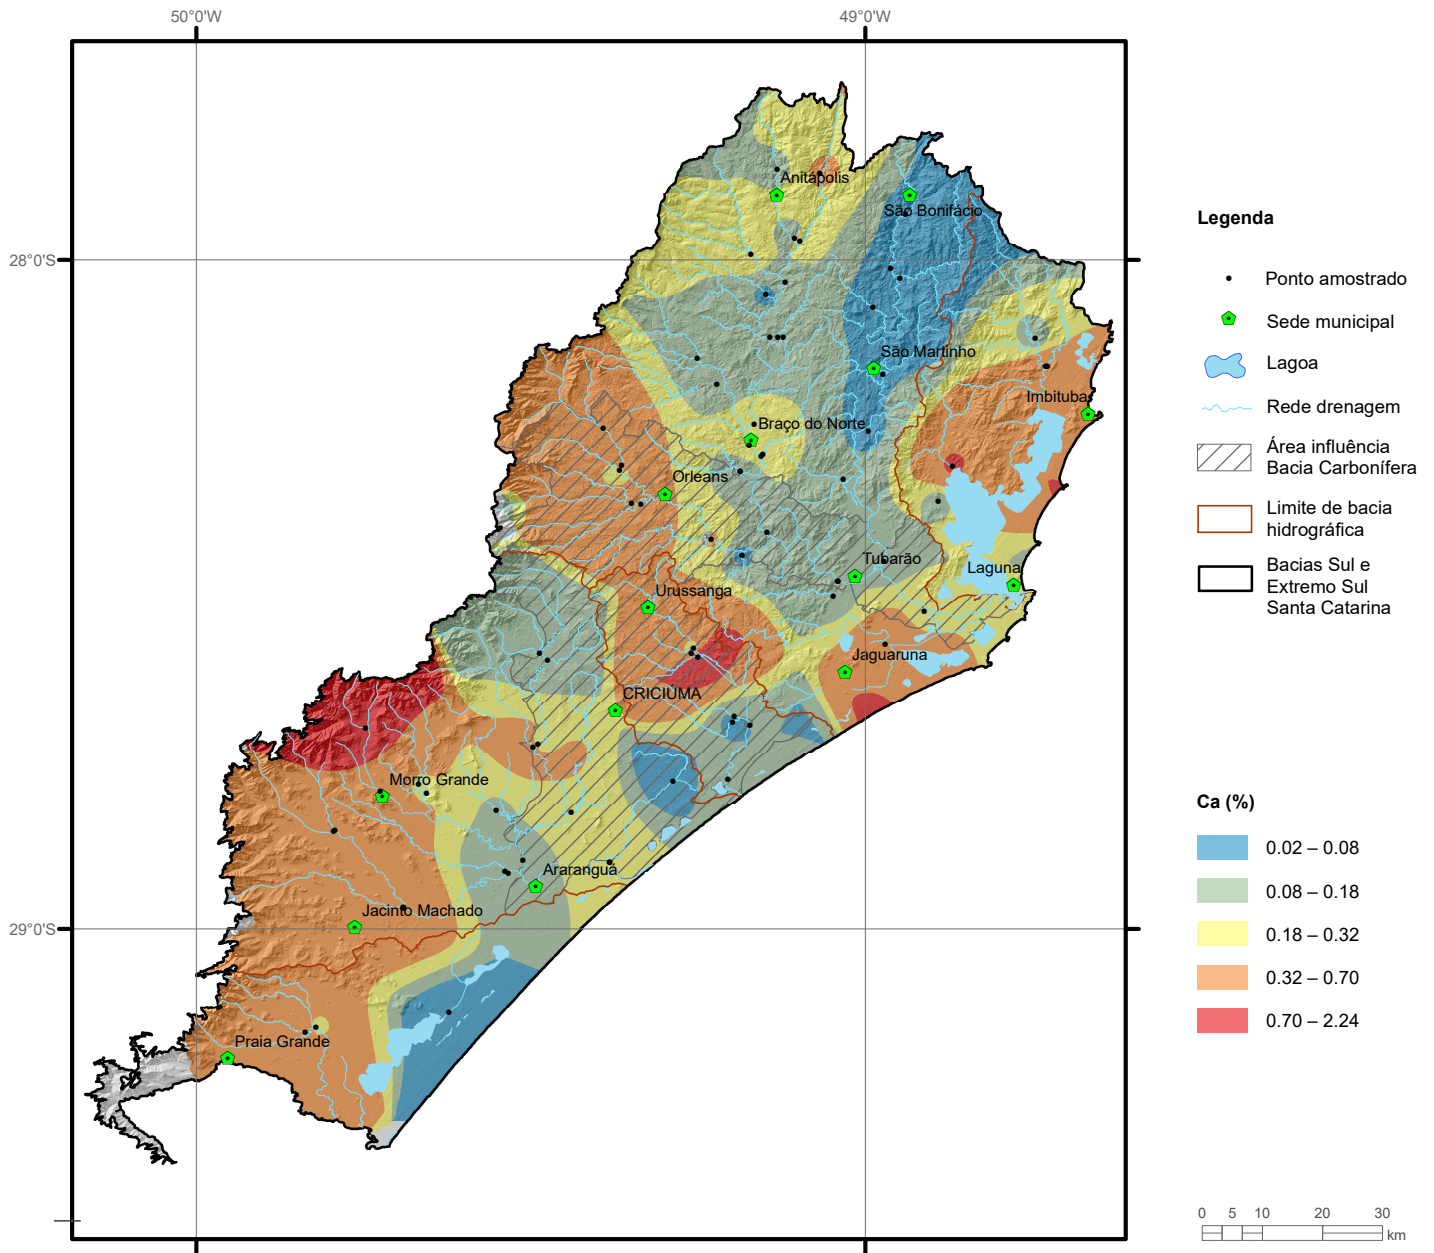 50°0'W
49°0'W
28°0'S
29°0'S
Anitápolis
São Bonifácio
São Martinho
Imbituba
Braço do Norte
Orleans
Tubarão
Laguna
Urussanga
Jaguaruna
CRICIÚMA
Morro Grande
Araranguá
Jacinto Machado
Praia Grande
Legenda
Ponto amostrado
Sede municipal
Lagoa
Rede drenagem
Área influência
Bacia Carbonífera
Limite de bacia
hidrográfica
Bacias Sul e
Extremo Sul
Santa Catarina
Ca (%)
0.02 – 0.08
0.08 – 0.18
0.18 – 0.32
0.32 – 0.70
0.70 – 2.24
0 5 10 20 30
km